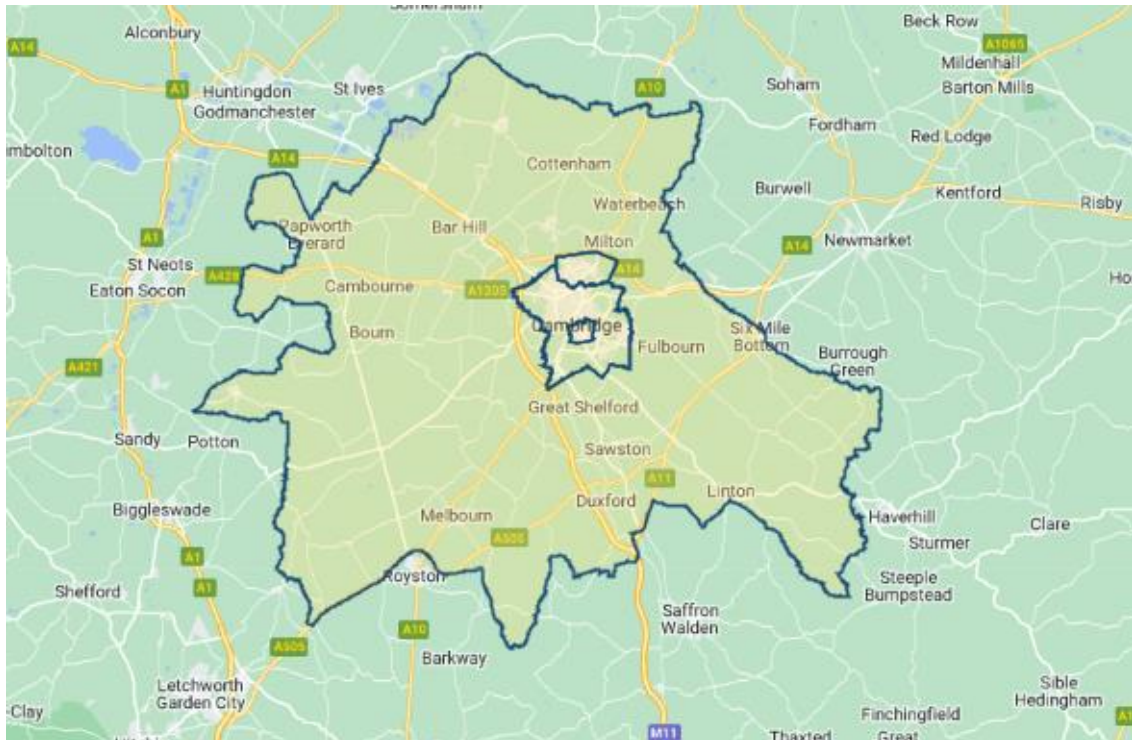 Somersham
Beck Row
Alconbury
A14
A1065
Mildenhall
A1
Huntingdon
St Ives
A10
Soham
Barton Mills
Godmanchester
Fordham
Red Lodge
A14
Cottenham
Burwell
Kentford
Risby
Papworth
Everard
Bar Hill
Waterbeach
A1
Milton
A14
Newmarket
St Neots
A428
A14
Eaton Socon
Cambourne
Cambridge
Bourn
Six Mile
Bottom
Fulbourn
Burrough
Green
A421
Great Shelford
Sandy
Potton
Sawston
A11
Linton
Duxford
Biggleswade
Melbourn
Haverhill
Clare
A505
Sturmer
A1
Royston
Steeple
Bumpstead
Shefford
A1
Saffron
Walden
A10
A505
Barkway
Letchworth
Garden City
Sible
Hedingham
-Clay
Finchingfield
M11
Thaxted
Great